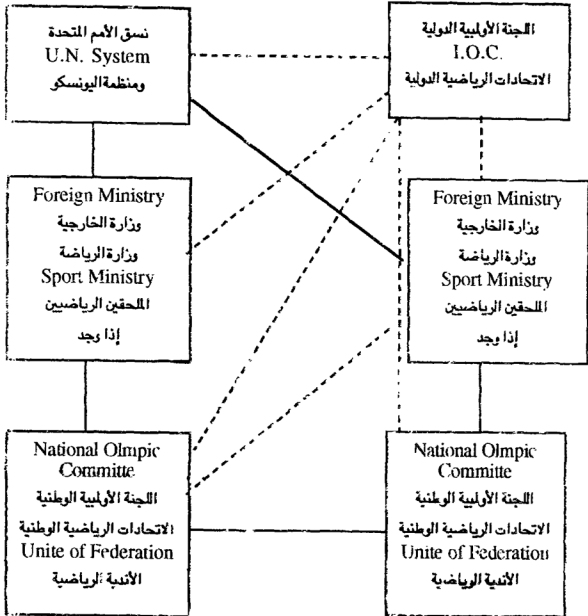 نسق الأمم المتحدة
U.N. System
ومنظمة اليونسكو
اللجنة الأولمبية الدولية
I.O.C.
الاتحادات الرياضية الدولية
Foreign Ministry
وزارة الخارجية
وزارة الرياضة
Sport Ministry
الملحقين الرياضيين
إذا وجد
Foreign Ministry
وزارة الخارجية
وزارة الرياضة
Sport Ministry
الملحقين الرياضيين
إذا وجد
National Olmpic
Committe
اللجنة الأولمبية الوطنية
الاتحادات الرياضية الوطنية
Unite of Federation
الأندية الرياضية
National Olmpic
Committe
اللجنة الأولمبية الوطنية
الاتحادات الرياضية الوطنية
Unite of Federation
الأندية الرياضية